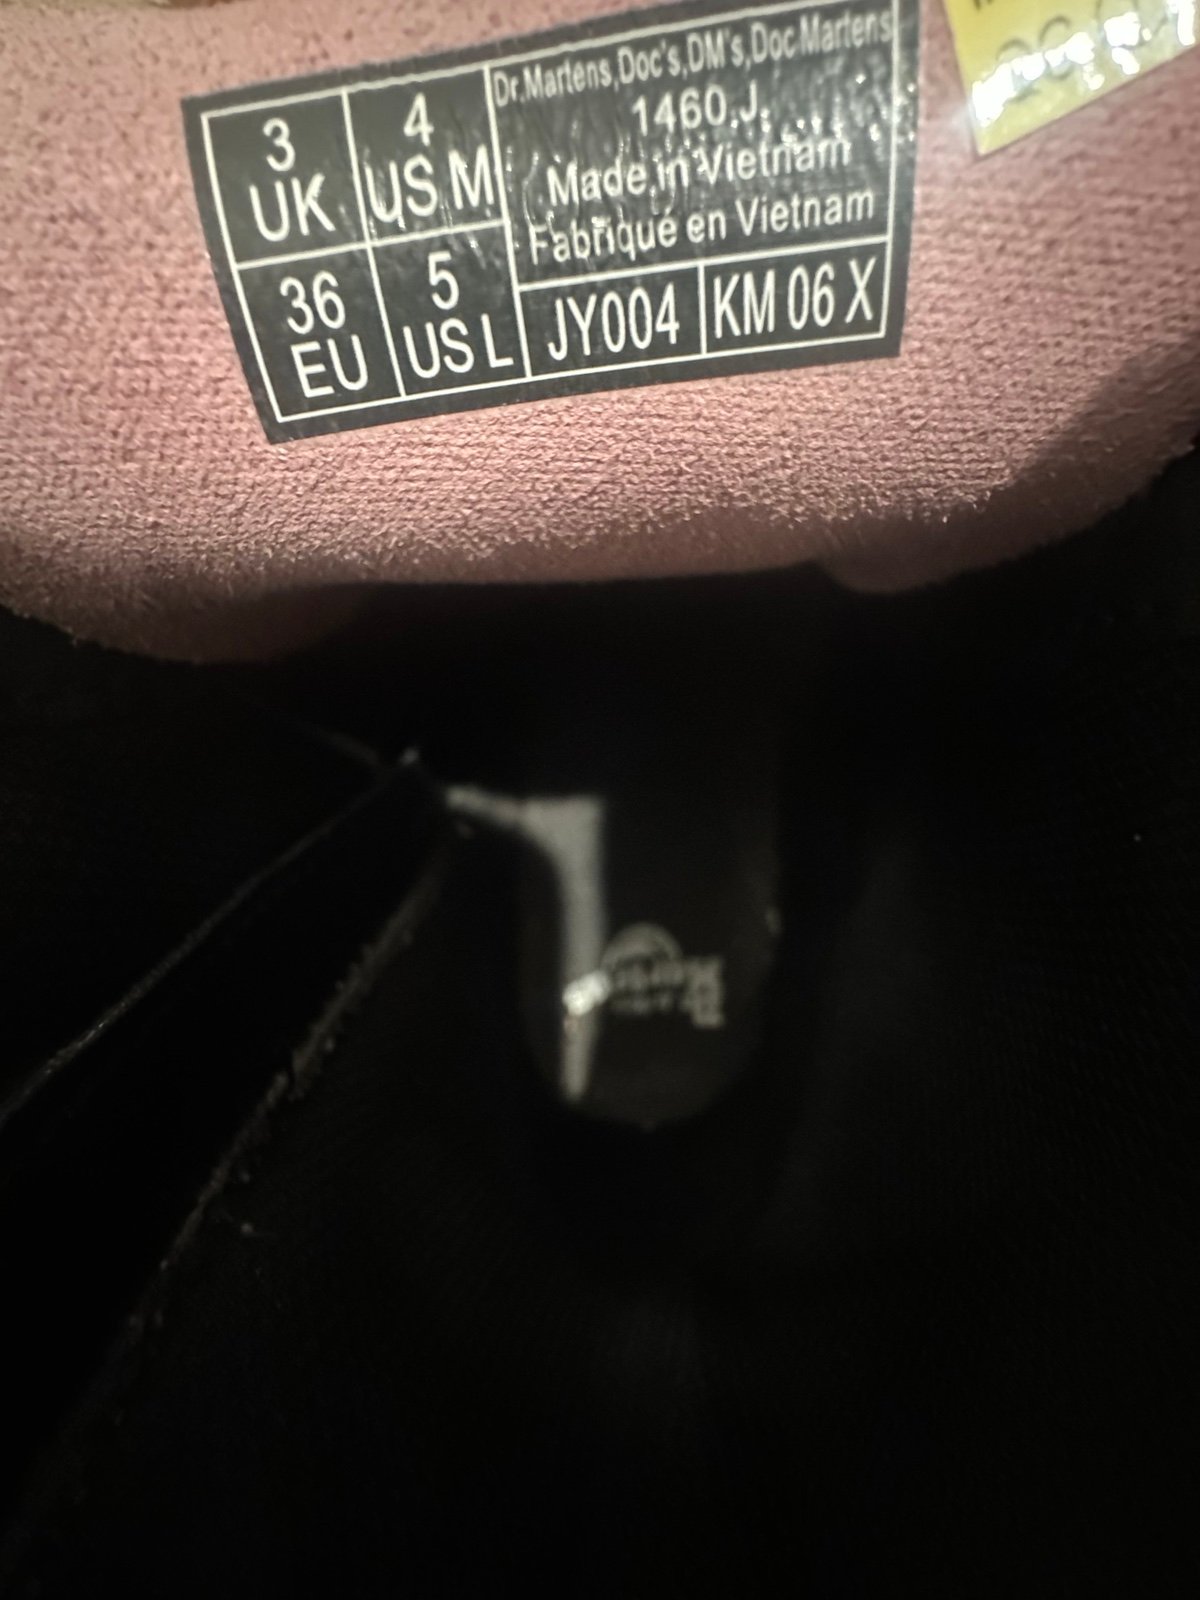 3
UK
4
US M
36
EU
5
US L
Dr.Martens,Doc's,DM's,Doc Martens
1460.J.
Made in Vietnam
Fabriqué en Vietnam
JY004
KM 06 X